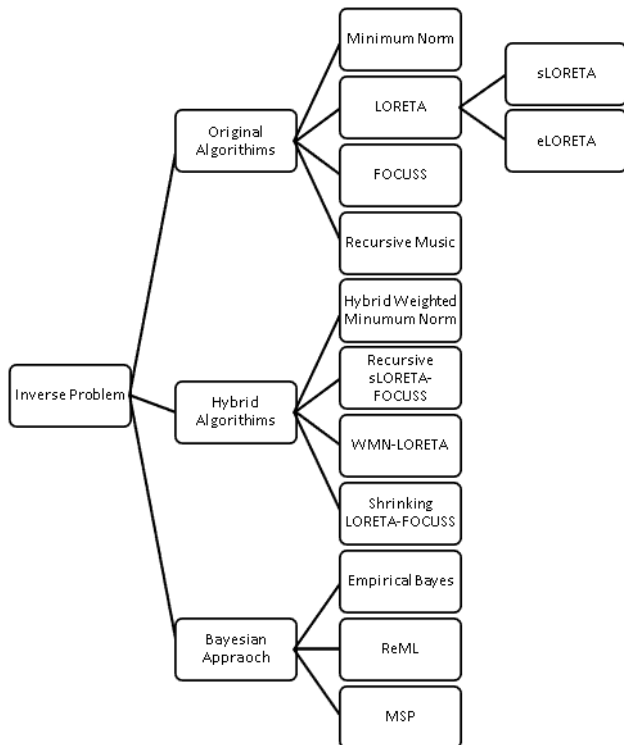 Minimum Norm
LORETA
sLORETA
eLORETA
Original
Algorithims
FOCUSS
Recursive Music
Hybrid Weighted
Minumum Norm
Inverse Problem
Recursive
sLORETA-
FOCUSS
Hybrid
Algorithims
WMN-LORETA
Shrinking
LORETA-FOCUSS
Empirical Bayes
Bayesian
Appraoch
ReML
MSP